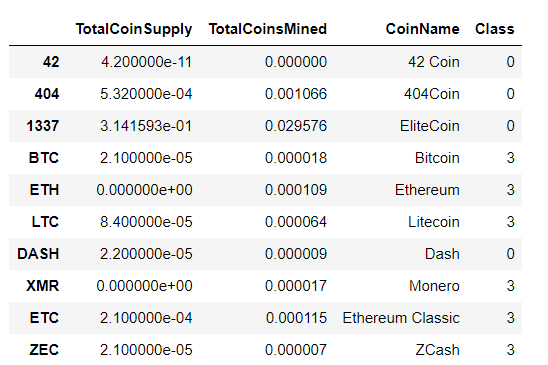 TotalCoinSupply TotalCoinsMined CoinName Class
42 4.200000e-11 0.000000 42 Coin 0
404 5.320000e-04 0.001066 404Coin 0
1337 3.141593e-01 0.029576 EliteCoin 0
BTC 2.100000e-05 0.000018 Bitcoin 3
ETH 0.000000e+00 0.000109 Ethereum 3
LTC 8.400000e-05 0.000064 Litecoin 3
DASH 2.200000e-05 0.000009 Dash 0
XMR 0.000000e+00 0.000017 Monero 3
ETC 2.100000e-04 0.000115 Ethereum Classic 3
ZEC 2.100000e-05 0.000007 ZCash 3